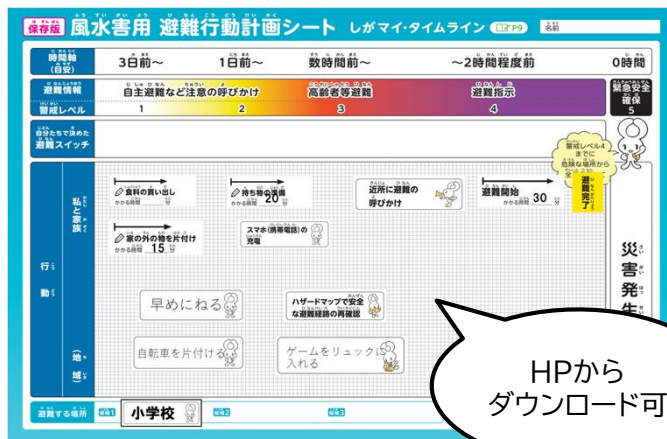 保存版 風水害用 避難行動計画シート しがマイ・タイムライン P9 名前
時間軸 (目安) 3日前～ 1日前～ 数時間前～ ～2時間程度前 0時間
避難情報 自主避難など注意の呼びかけ 高齢者等避難 避難指示 緊急安全確保
警戒レベル 1 2 3 4 5
自分たちで決めた
避難スイッチ
警戒レベル4
までに
危険な場所から
全
避難完了
行動
私と家族
(地域)
食料の買い出し
かかる時間 分
持ち物の準備
かかる時間 20 分
近所に避難の
呼びかけ
避難開始
かかる時間 30 分
家の外の物を片付け
かかる時間 15 分
スマホ(携帯電話)の
充電
早めにねる
ハザードマップで安全
な避難経路の再確認
自転車を片付ける
ゲームをリュックに
入れる
災害発生
HPから
ダウンロード可
避難する場所 候補1 小学校 候補2 候補3